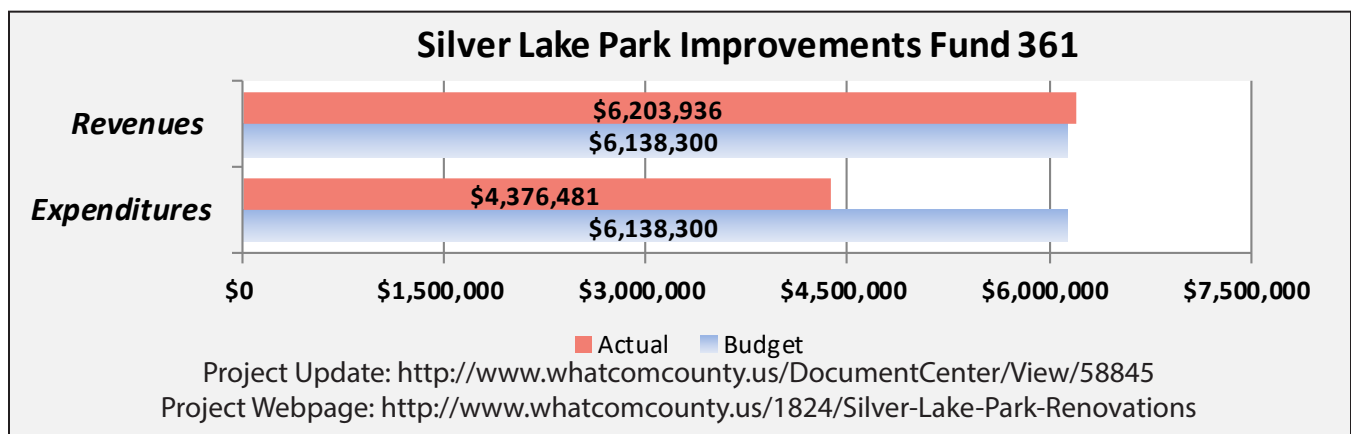 Silver Lake Park Improvements Fund 361
Revenues
$6,203,936
$6,138,300
Expenditures
$4,376,481
$6,138,300
$0 $1,500,000 $3,000,000 $4,500,000 $6,000,000 $7,500,000
Actual Budget
Project Update: http://www.whatcomcounty.us/DocumentCenter/View/58845
Project Webpage: http://www.whatcomcounty.us/1824/Silver-Lake-Park-Renovations